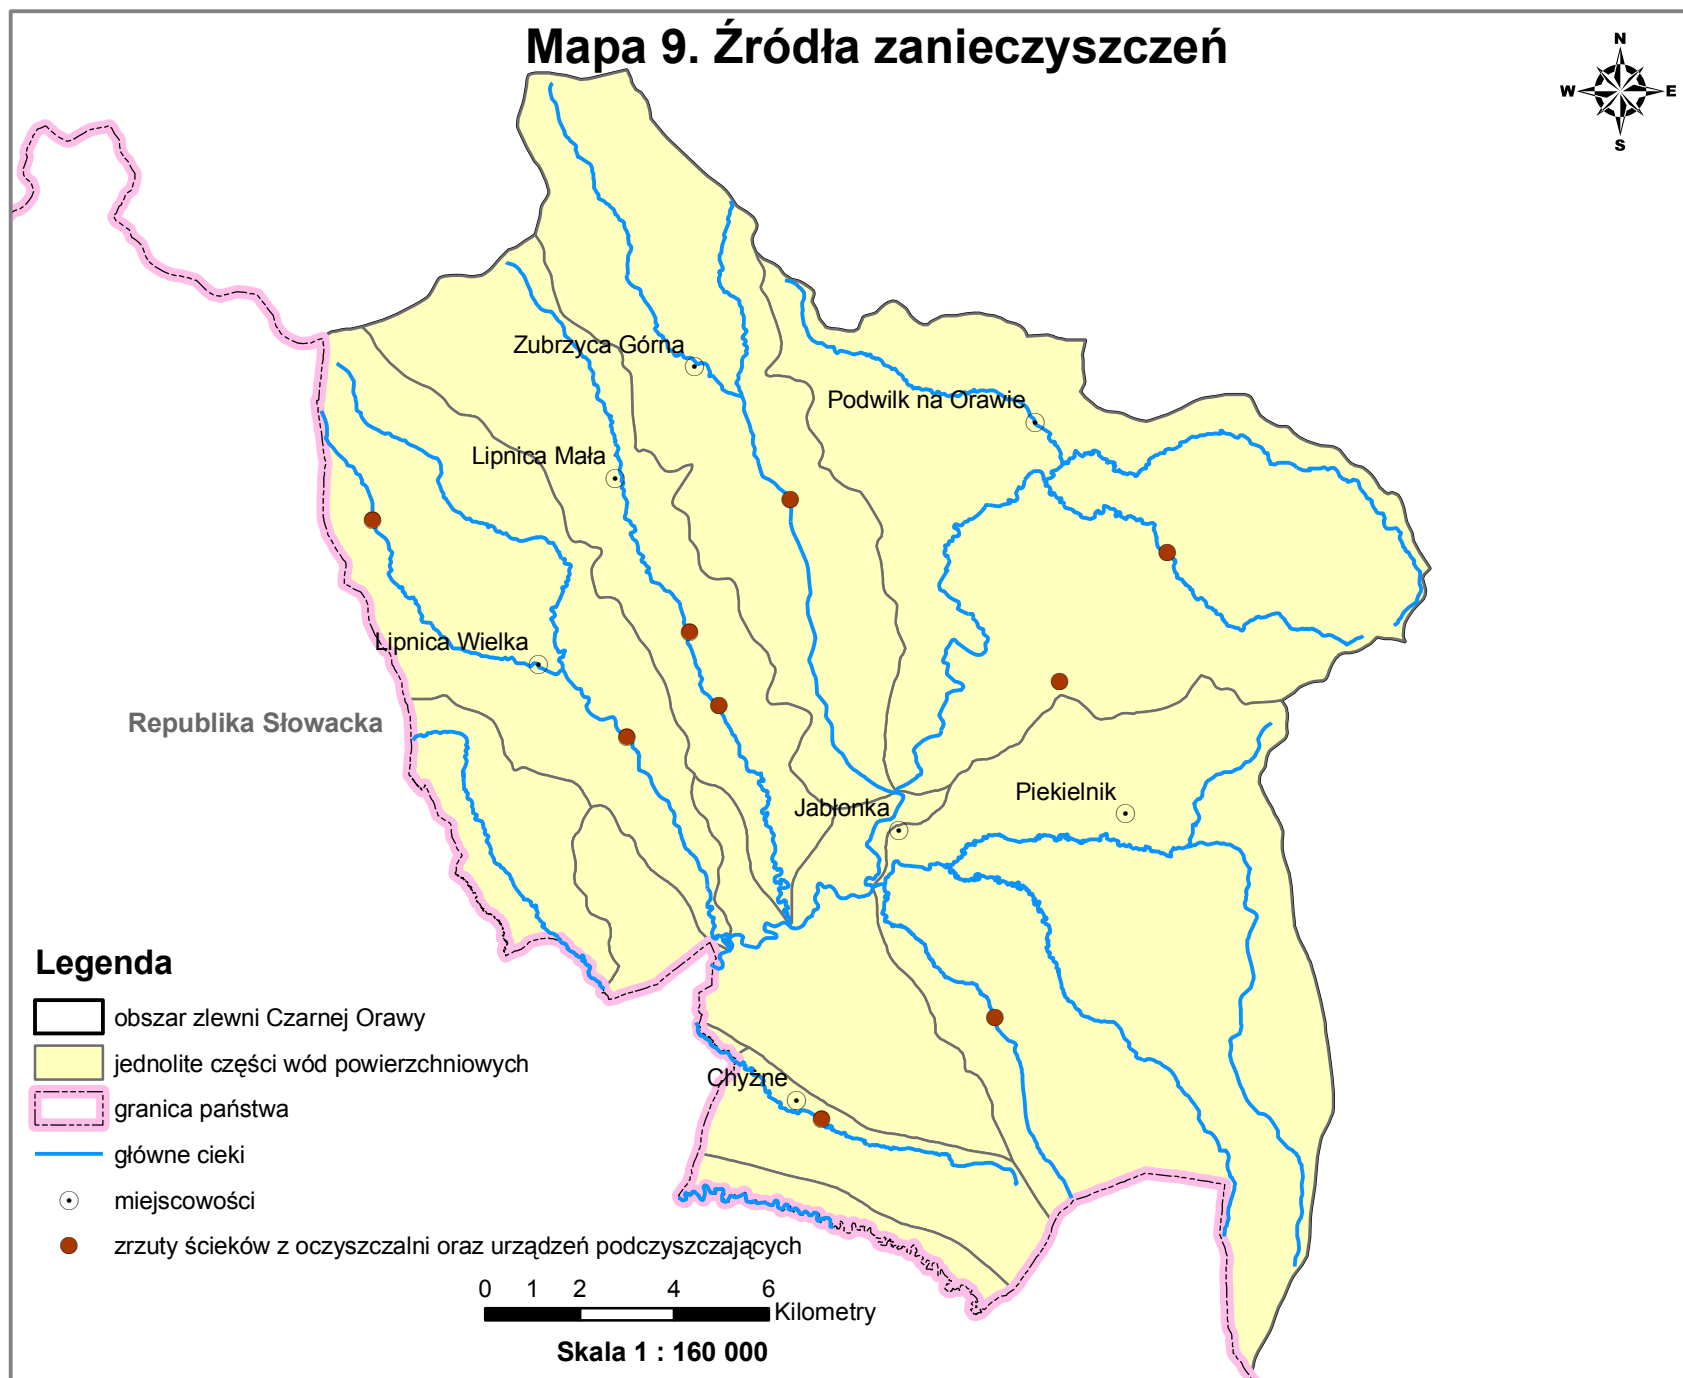 Mapa 9. Źródła zanieczyszczeń
N
W
E
S
Zubrzyca Górna
Podwilk na Orawie
Lipnica Mała
Lipnica Wielka
Republika Słowacka
Piekielnik
Jabłonka
Chyżne
Legenda
obszar zlewni Czarnej Orawy
jednolite części wód powierzchniowych
granica państwa
główne cieki
miejscowości
zrzuty ścieków z oczyszczalni oraz urządzeń podczyszczających
0 1 2 4 6
Kilometry
Skala 1 : 160 000